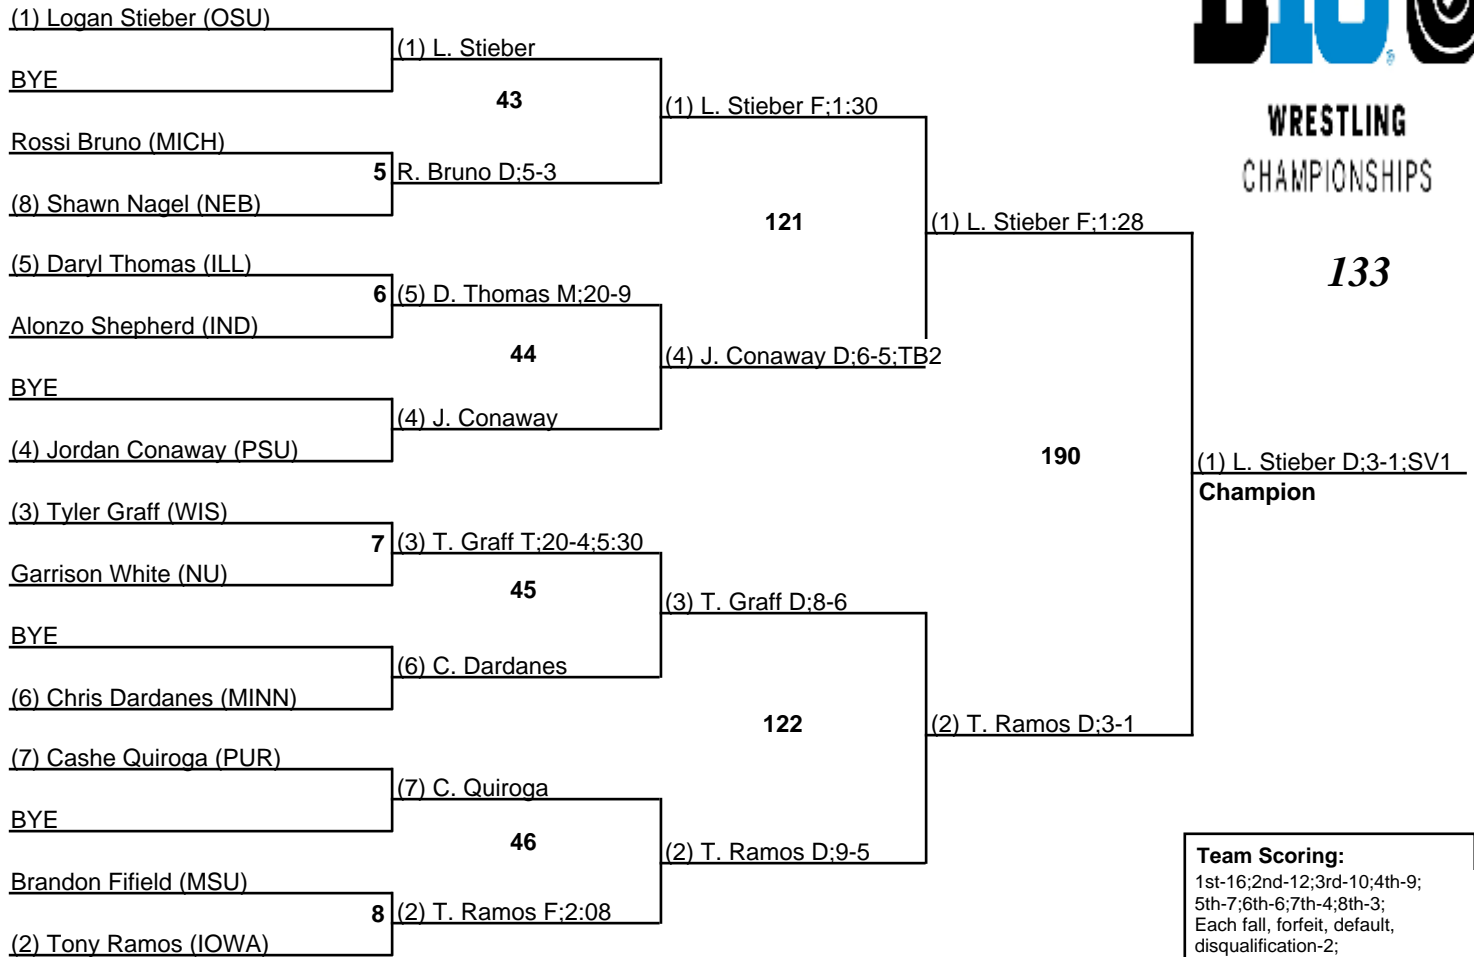 (1) Logan Stieber (OSU)
BYE
Rossi Bruno (MICH)
(8) Shawn Nagel (NEB)
(5) Daryl Thomas (ILL)
Alonzo Shepherd (IND)
BYE
(4) Jordan Conaway (PSU)
(3) Tyler Graff (WIS)
Garrison White (NU)
BYE
(6) Chris Dardanes (MINN)
(7) Cashe Quiroga (PUR)
BYE
Brandon Fifield (MSU)
(2) Tony Ramos (IOWA)
(1) L. Stieber
43
5 R. Bruno D;5-3
6 (5) D. Thomas M;20-9
44
(4) J. Conaway
7 (3) T. Graff T;20-4;5:30
45
(6) C. Dardanes
(7) C. Quiroga
46
8 (2) T. Ramos F;2:08
(1) L. Stieber F;1:30
121
(4) J. Conaway D;6-5;TB2
(3) T. Graff D;8-6
122
(2) T. Ramos D;9-5
(1) L. Stieber F;1:28
190
(2) T. Ramos D;3-1
(1) L. Stieber D;3-1;SV1
Champion
B1G
WRESTLING
CHAMPIONSHIPS
133
Team Scoring:
1st-16;2nd-12;3rd-10;4th-9;
5th-7;6th-6;7th-4;8th-3;
Each fall, forfeit, default,
disqualification-2;